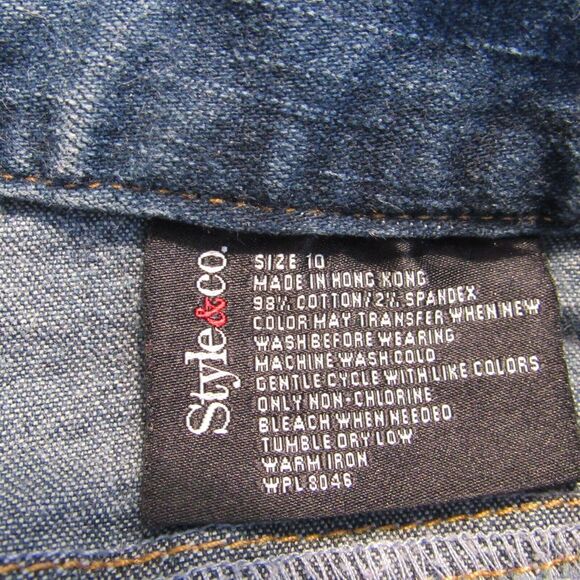 Style&co.
SIZE 10
MADE IN HONG KONG
98% COTTON/2% SPANDEX
COLOR MAY TRANSFER WHEN NEW
WASH BEFORE WEARING
MACHINE WASH COLD
GENTLE CYCLE WITH LIKE COLORS
ONLY NON-CHLORINE
BLEACH WHEN NEEDED
TUMBLE DRY LOW
WARM IRON
WPL 8046